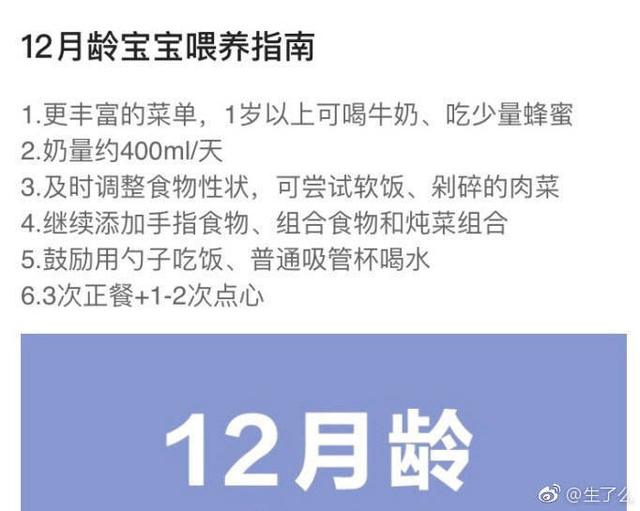 12月龄宝宝喂养指南
1.更丰富的菜单，1岁以上可喝牛奶、吃少量蜂蜜
2.奶量约400ml/天
3.及时调整食物性状，可尝试软饭、剁碎的肉菜
4.继续添加手指食物、组合食物和炖菜组合
5.鼓励用勺子吃饭、普通吸管杯喝水
6.3次正餐+1-2次点心
12月龄
@生了么